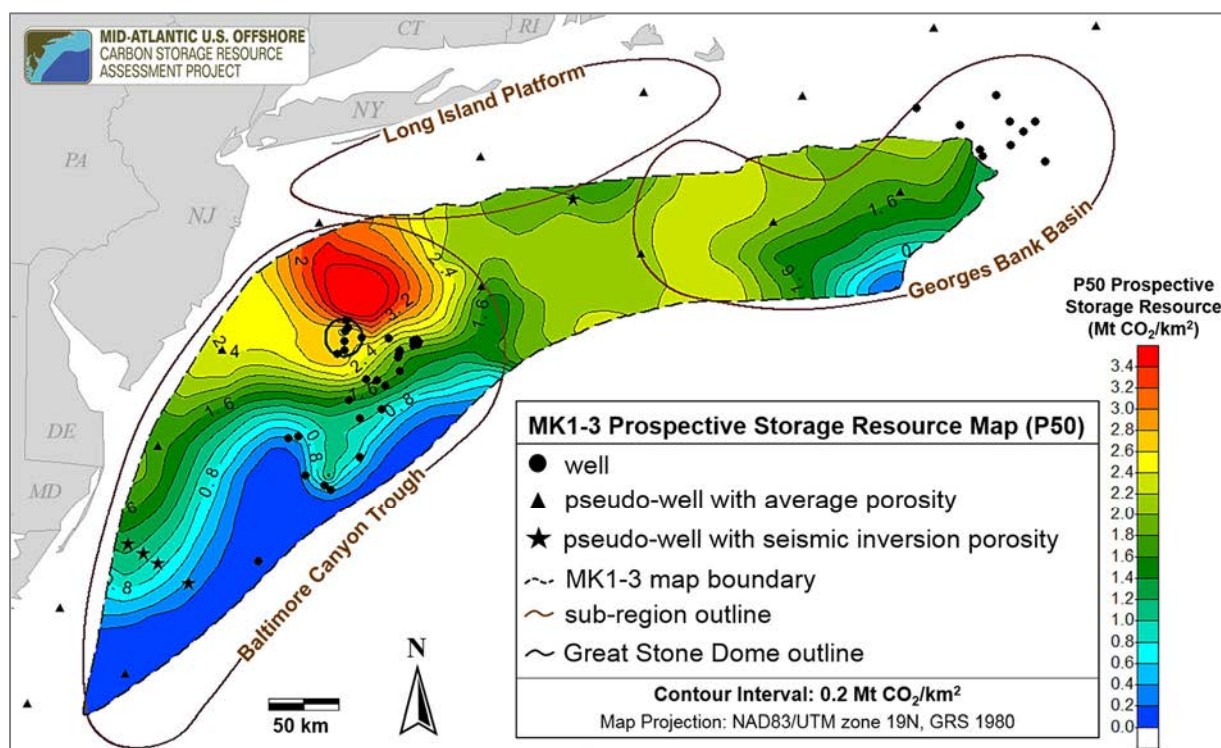 MID-ATLANTIC U.S. OFFSHORE
CARBON STORAGE RESOURCE
ASSESSMENT PROJECT
CT
RI
NY
PA
NJ
DE
MD
Long Island Platform
Georges Bank Basin
Baltimore Canyon Trough
2
2.4
3.2
1.6
2.4
2.4
1.6
1.6
0.8
0.8
0.8
6
8
1.6
1.6
0
N
50 km
P50 Prospective
Storage Resource
(Mt CO₂/km²)
3.4
3.2
3.0
2.8
2.6
2.4
2.2
2.0
1.8
1.6
1.4
1.2
1.0
0.8
0.6
0.4
0.2
0.0
MK1-3 Prospective Storage Resource Map (P50)
well
pseudo-well with average porosity
pseudo-well with seismic inversion porosity
MK1-3 map boundary
sub-region outline
Great Stone Dome outline
Contour Interval: 0.2 Mt CO₂/km²
Map Projection: NAD83/UTM zone 19N, GRS 1980